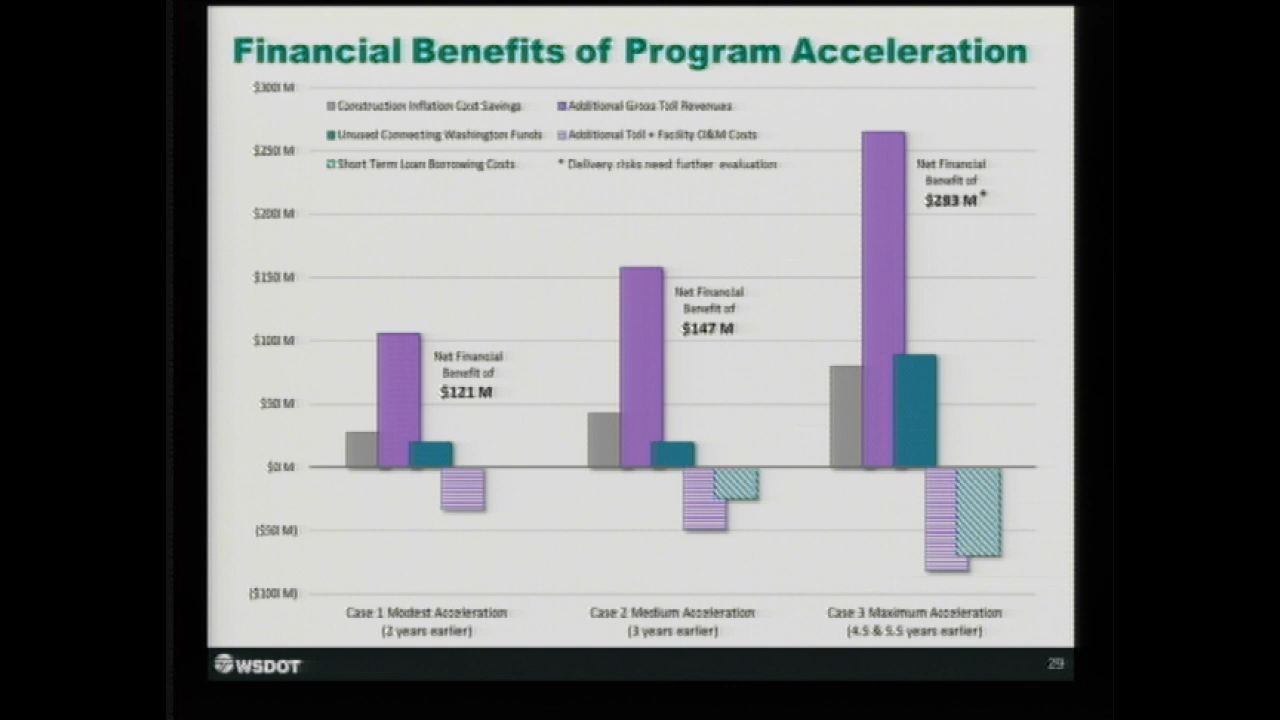 Financial Benefits of Program Acceleration
$300 M
Construction Inflation Cost Savings
Additional Gross Toll Revenues
Unused Connecting Washington Funds
Additional Toll + Facility O&M Costs
$250 M
Short Term Loan Borrowing Costs
* Delivery risks need further evaluation
Net Financial
Benefit of
$283 M*
$200 M
$150 M
Net Financial
Benefit of
$147 M
$100 M
Net Financial
Benefit of
$121 M
$50 M
$0 M
($50 M)
($100 M)
Case 1 Modest Acceleration
(2 years earlier)
Case 2 Medium Acceleration
(3 years earlier)
Case 3 Maximum Acceleration
(4.5 & 5.5 years earlier)
WSDOT
29